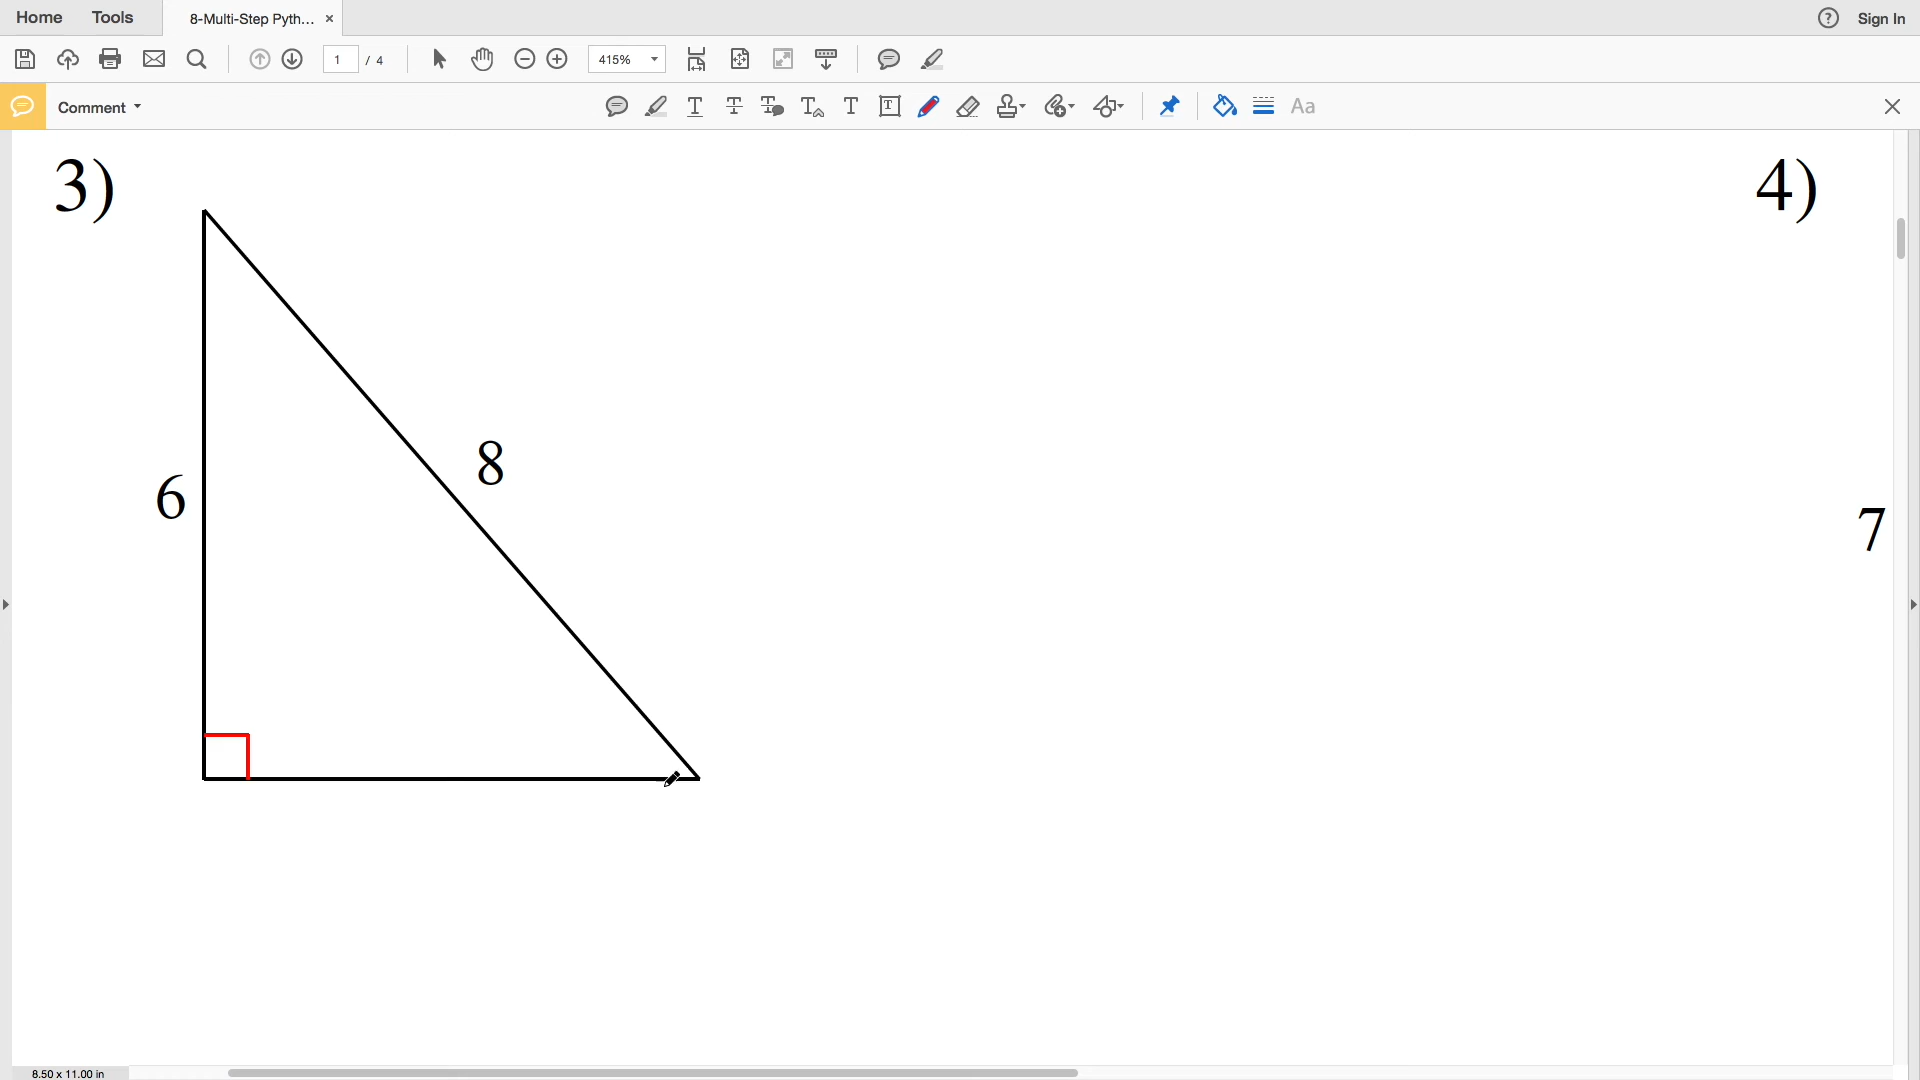 Home Tools 8-Multi-Step Pyth... × ? Sign In
1 / 4 415%
Comment T T T T T T Aa
3) 4)
8
6
7
8.50 x 11.00 in